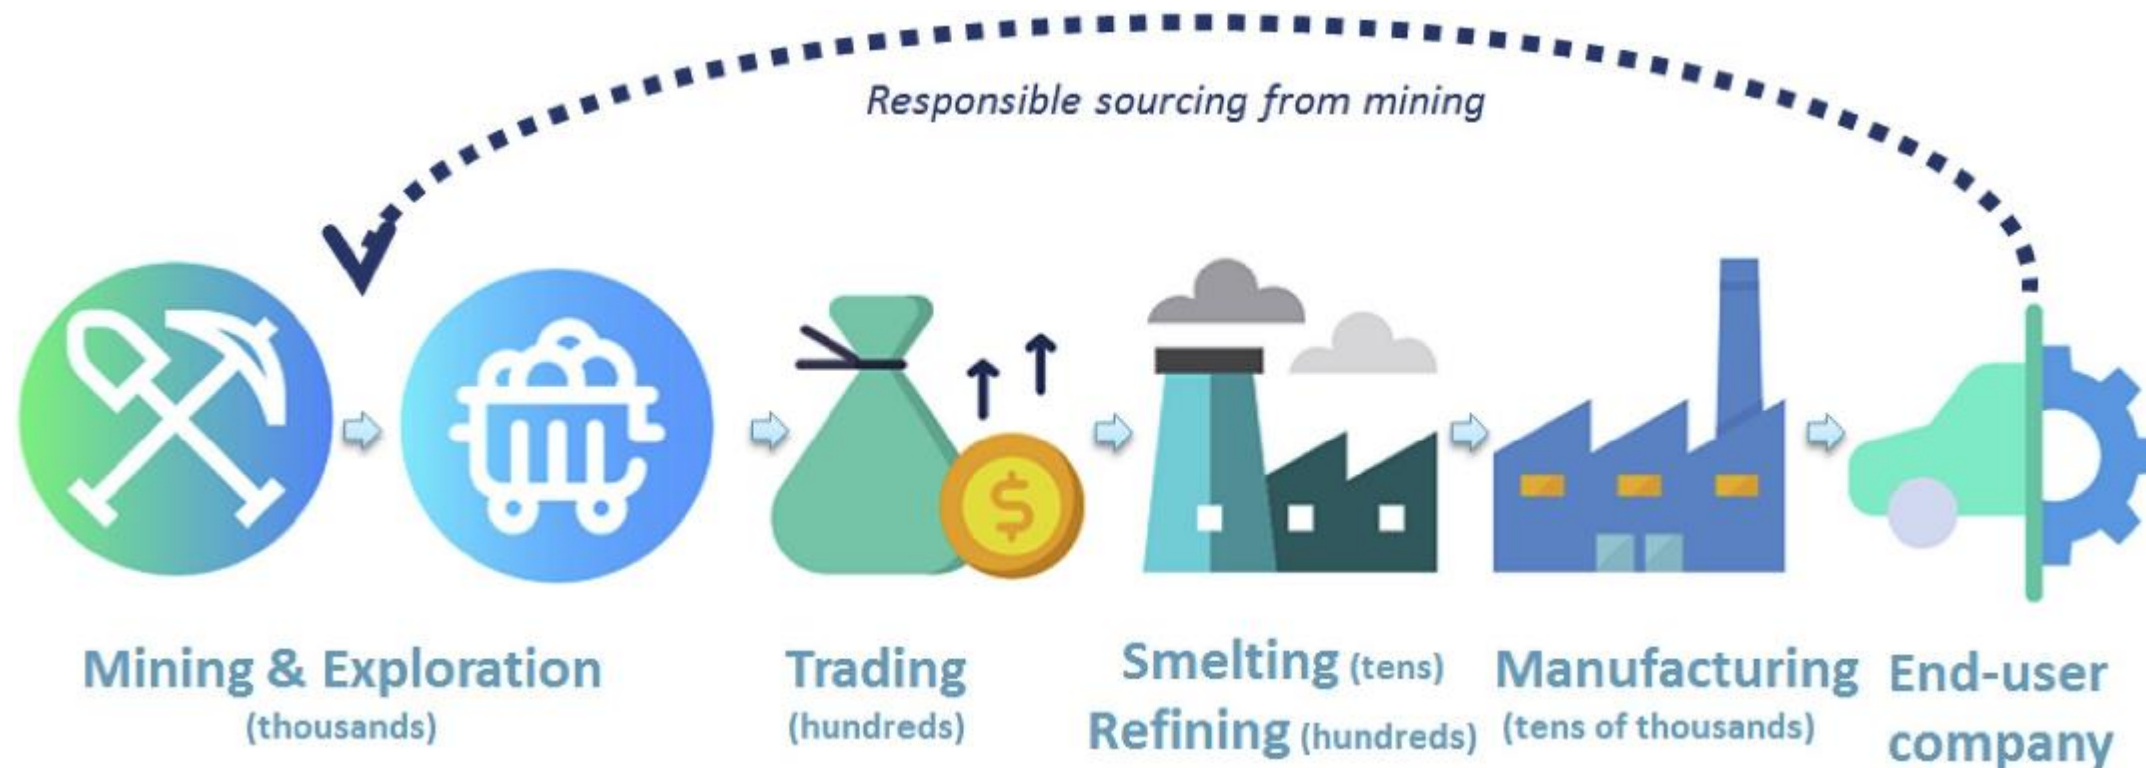 Responsible sourcing from mining
$
Mining & Exploration
(thousands)
Trading
(hundreds)
Smelting (tens)
Refining (hundreds)
Manufacturing
(tens of thousands)
End-user
company